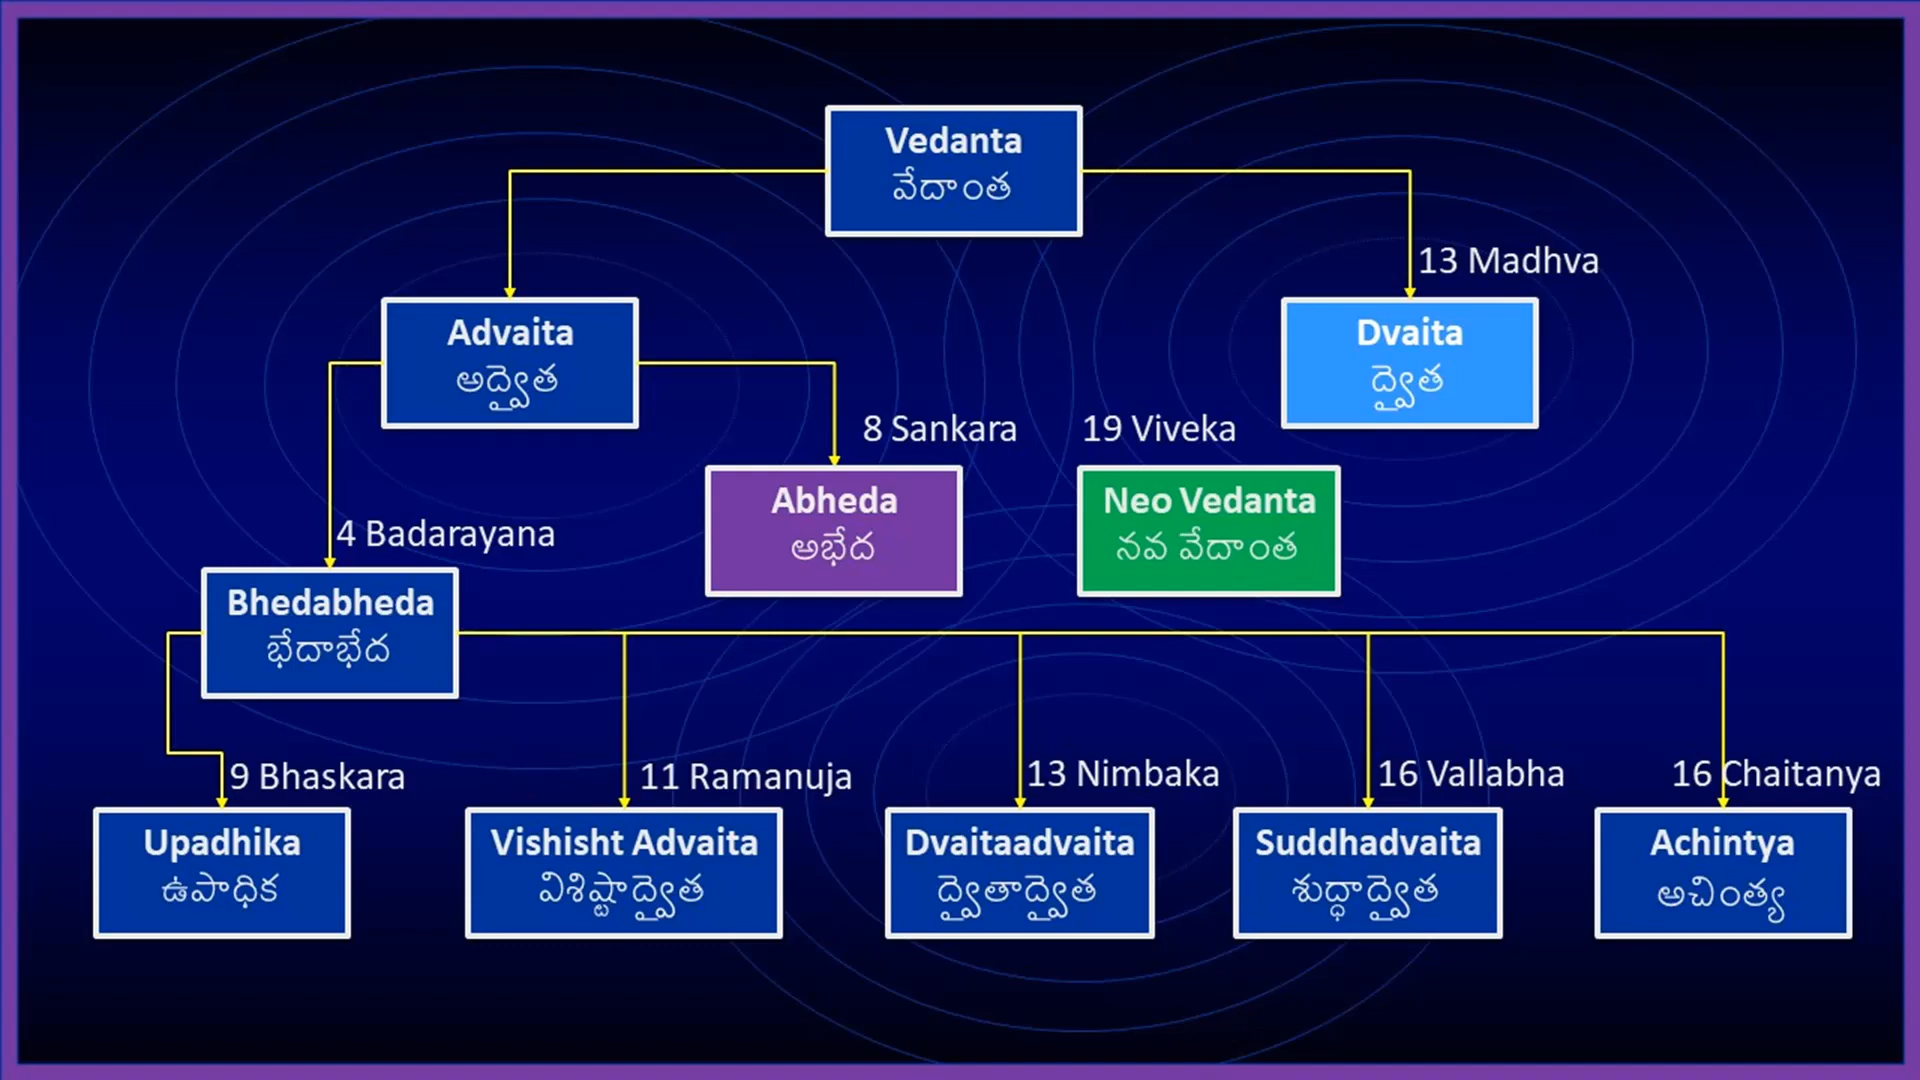 Vedanta
వేదాంత
13 Madhva
Advaita
అద్వైత
Dvaita
ద్వైత
8 Sankara
19 Viveka
Abheda
అభేద
Neo Vedanta
నవ వేదాంత
4 Badarayana
Bhedabheda
భేదాభేద
9 Bhaskara
11 Ramanuja
13 Nimbaka
16 Vallabha
16 Chaitanya
Upadhika
ఉపాధిక
Vishisht Advaita
విశిష్టాద్వైత
Dvaitaadvaita
ద్వైతాద్వైత
Suddhadvaita
శుద్ధాద్వైత
Achintya
అచింత్య